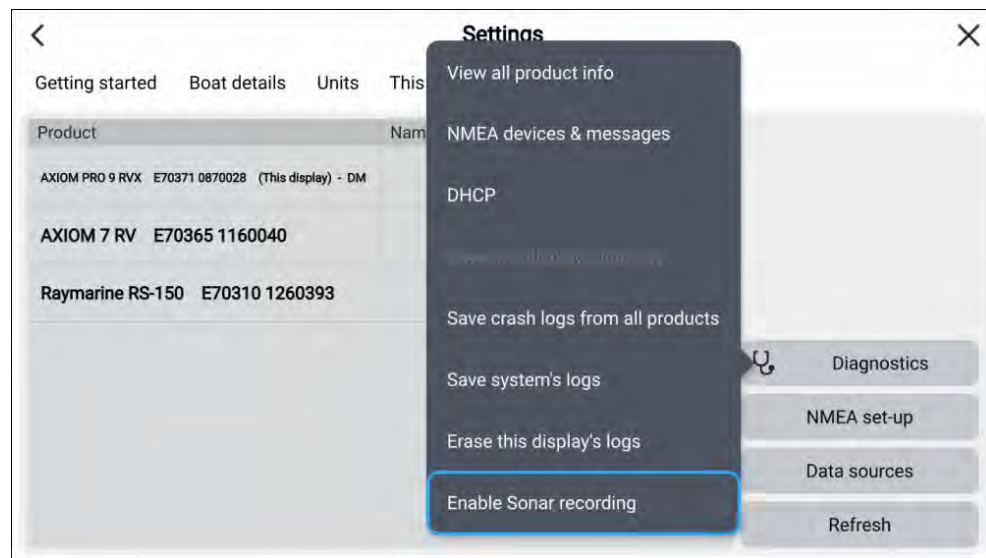 Settings
Getting started Boat details Units This
Product Nam
AXIOM PRO 9 RVX E70371 0870028 (This display) - DM
AXIOM 7 RV E70365 1160040
Raymarine RS-150 E70310 1260393
View all product info
NMEA devices & messages
DHCP
Save crash logs from all products
Save system's logs
Erase this display's logs
Enable Sonar recording
Diagnostics
NMEA set-up
Data sources
Refresh